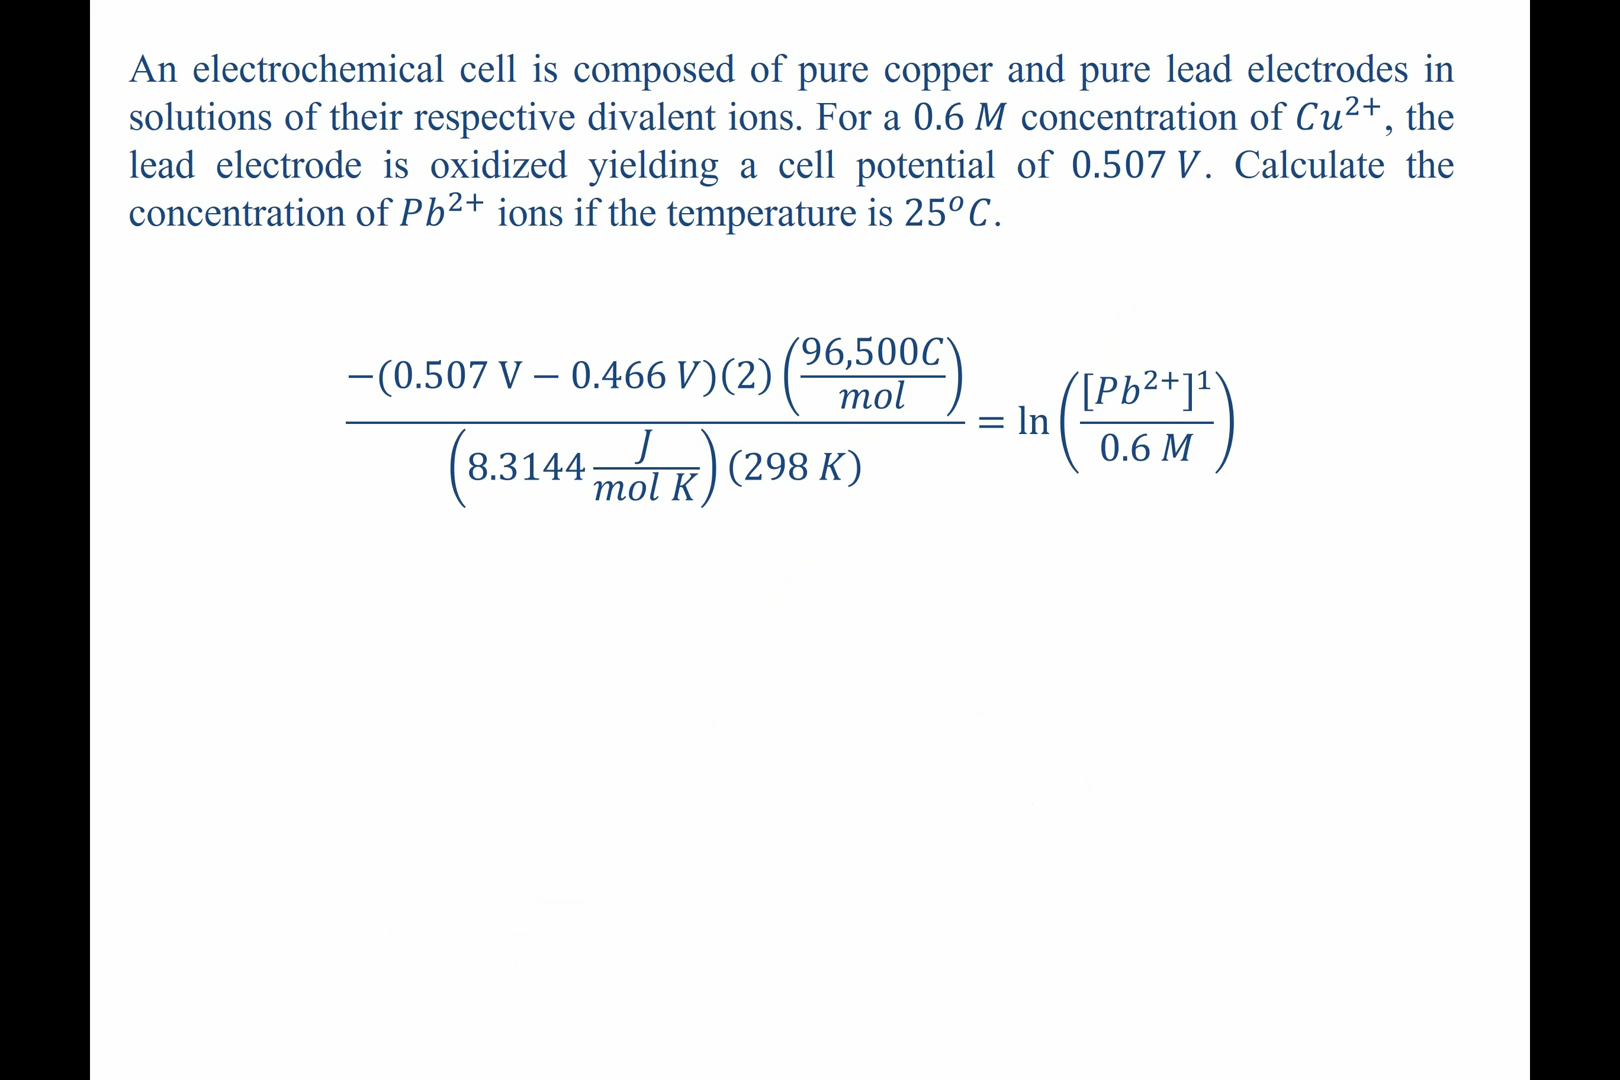 An electrochemical cell is composed of pure copper and pure lead electrodes in
solutions of their respective divalent ions. For a 0.6 M concentration of Cu²⁺, the
lead electrode is oxidized yielding a cell potential of 0.507 V. Calculate the
concentration of Pb²⁺ ions if the temperature is 25°C.
−(0.507 V − 0.466 V)(2)(96,500C/mol) / (8.3144 J/mol K)(298 K) = ln([Pb²⁺]¹/0.6 M)